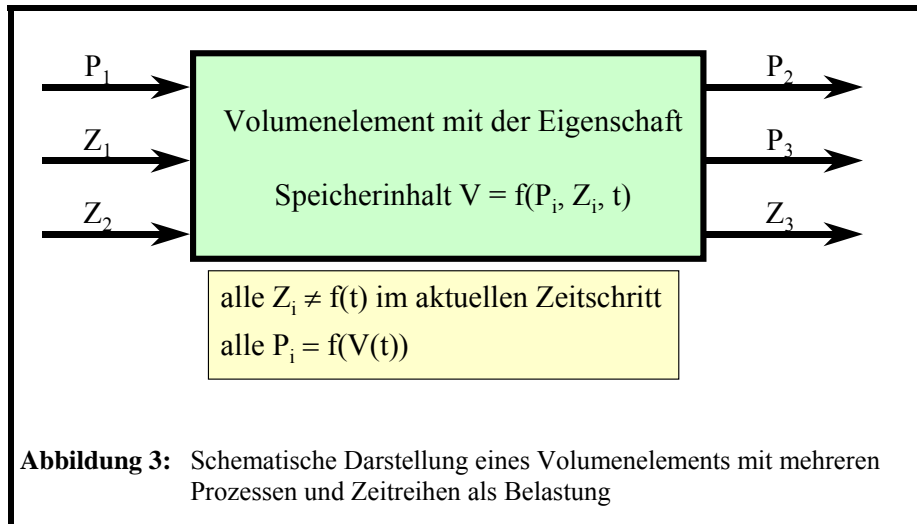 P₁
Z₁
Z₂
Volumenelement mit der Eigenschaft
Speicherinhalt V = f(Pᵢ, Zᵢ, t)
P₂
P₃
Z₃
alle Zᵢ ≠ f(t) im aktuellen Zeitschritt
alle Pᵢ = f(V(t))
Abbildung 3: Schematische Darstellung eines Volumenelements mit mehreren
Prozessen und Zeitreihen als Belastung